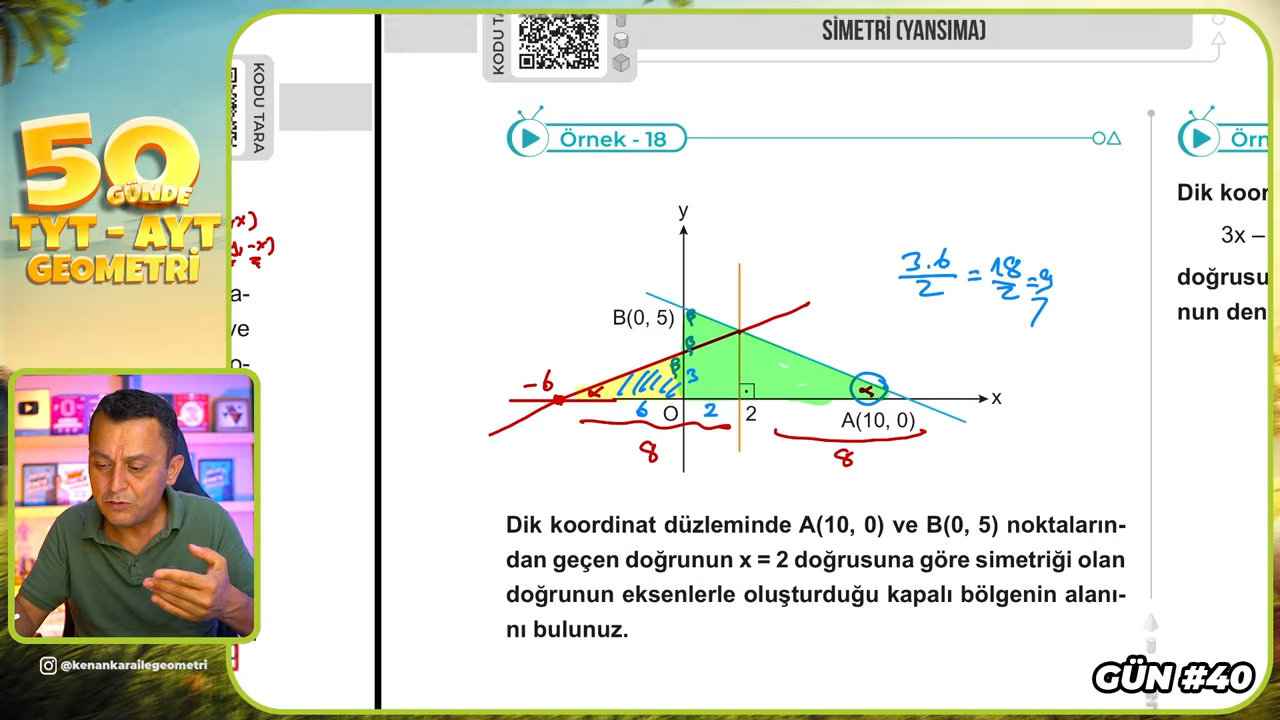 50
GÜNDE
TYT - AYT
GEOMETRİ
KODU TARA
SİMETRİ (YANSIMA)
Örnek - 18
y
B(0, 5)
β
β
β
3
-6
α
α
6
O
2
2
x
A(10, 0)
8
8
3.6/2 = 18/2 = 9
Dik koordinat düzleminde A(10, 0) ve B(0, 5) noktaların-
dan geçen doğrunun x = 2 doğrusuna göre simetriği olan
doğrunun eksenlerle oluşturduğu kapalı bölgenin alanı-
nı bulunuz.
Dik koor
3x –
doğrusu
nun den
a-
ve
@kenankarailegeometri
GÜN #40